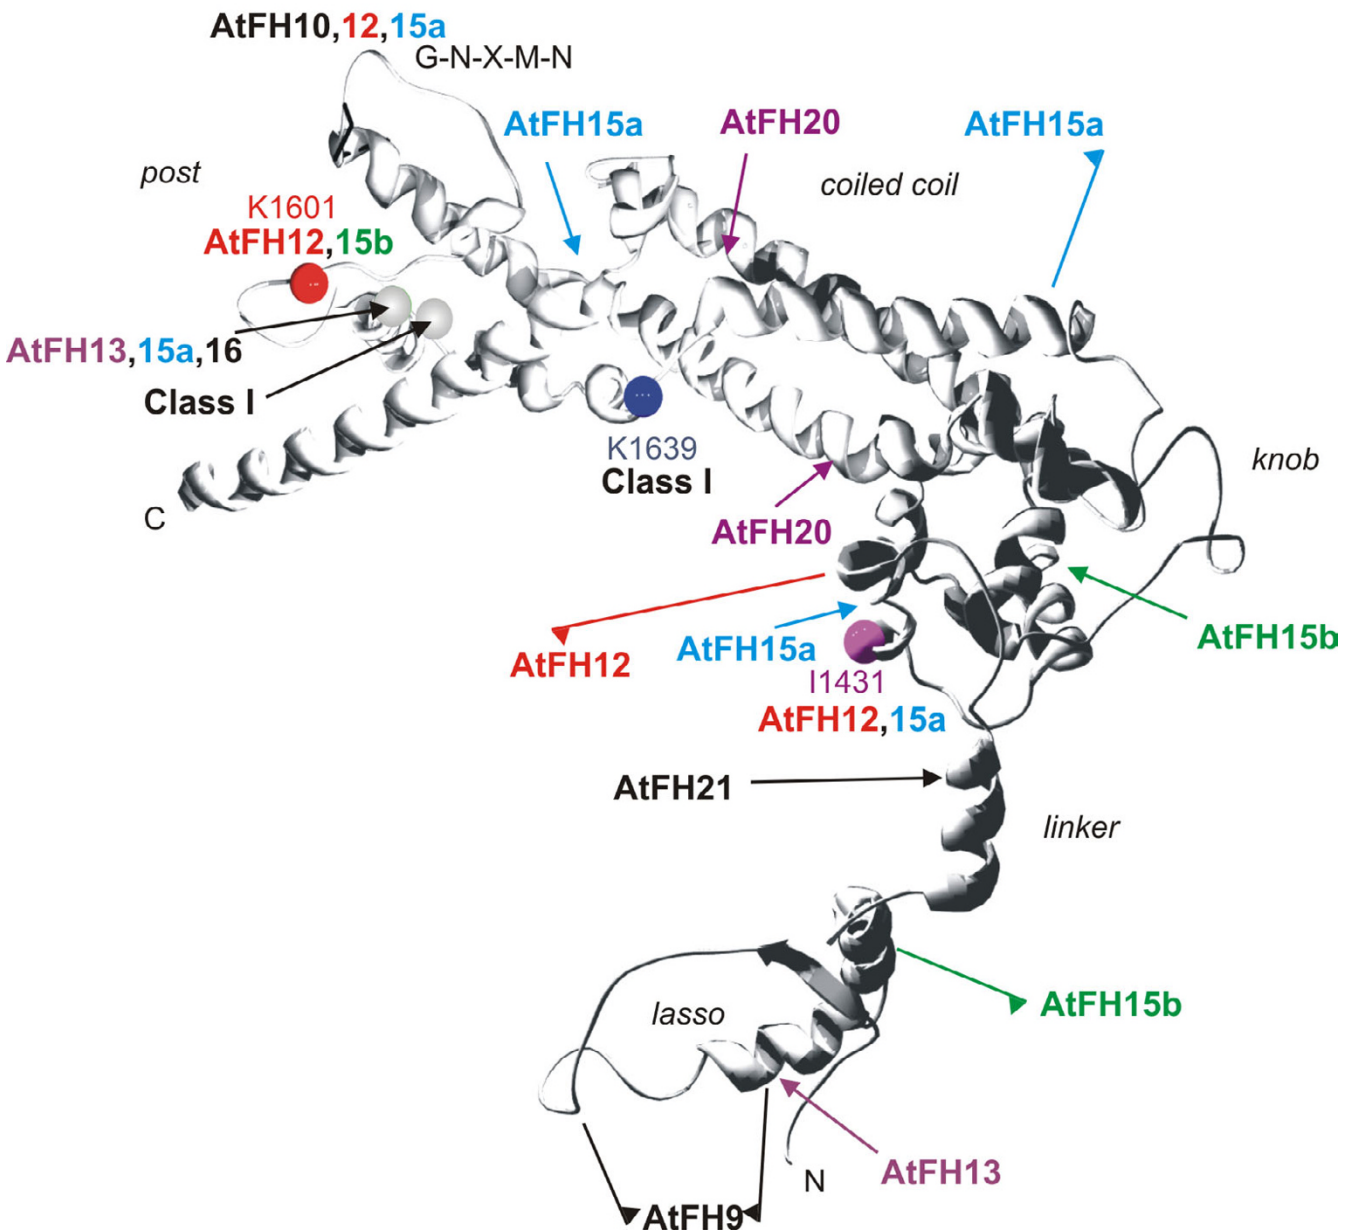 AtFH10,12,15a
G-N-X-M-N
AtFH15a
AtFH20
AtFH15a
post
coiled coil
K1601
AtFH12,15b
AtFH13,15a,16
Class I
K1639
Class I
knob
C
AtFH20
AtFH15b
AtFH12
AtFH15a
I1431
AtFH12,15a
AtFH21
linker
AtFH15b
lasso
AtFH13
N
AtFH9